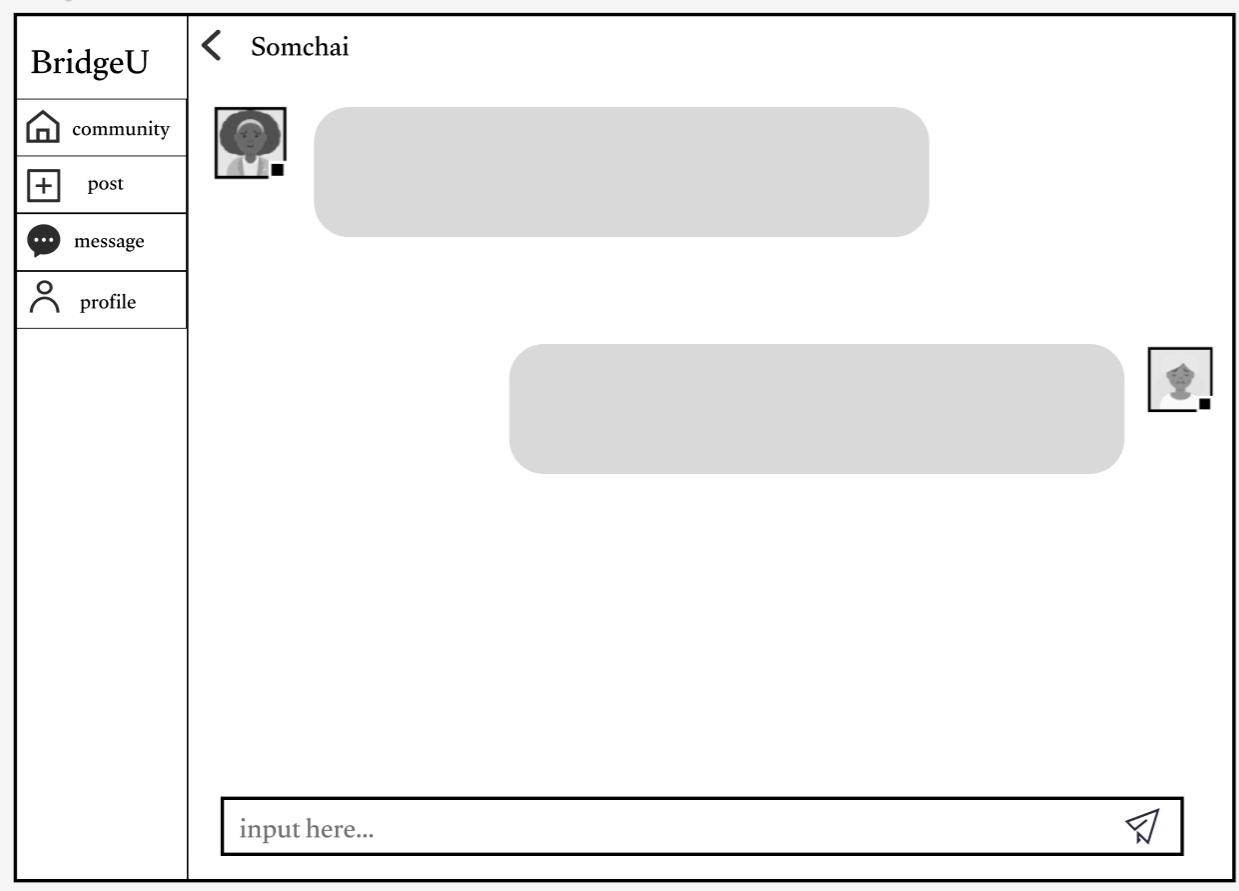 BridgeU
community
post
message
profile
Somchai
input here...